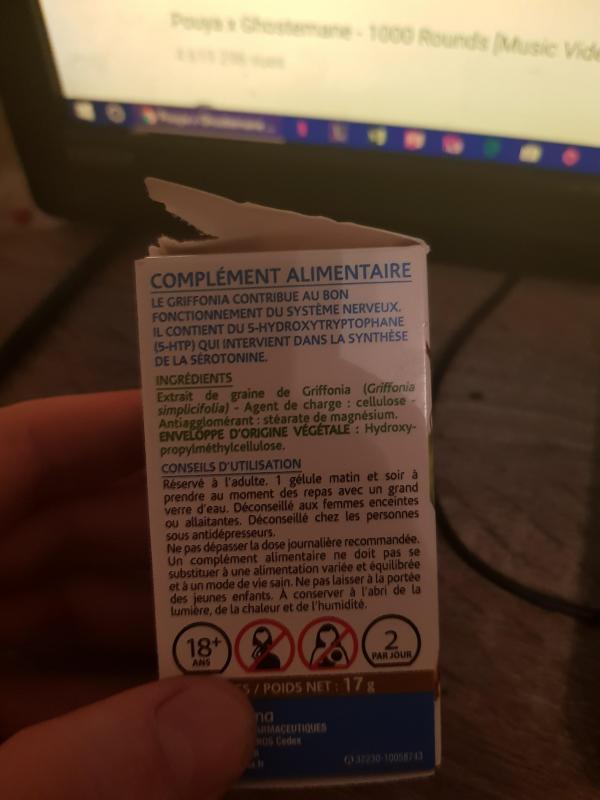 Pouya x Ghostemane - 1000 Rounds [Music Vide
COMPLÉMENT ALIMENTAIRE
LE GRIFFONIA CONTRIBUE AU BON
FONCTIONNEMENT DU SYSTÈME NERVEUX.
IL CONTIENT DU 5-HYDROXYTRYPTOPHANE
(5-HTP) QUI INTERVIENT DANS LA SYNTHÈSE
DE LA SÉROTONINE.
INGRÉDIENTS
Extrait de graine de Griffonia (Griffonia
simplicifolia) - Agent de charge : cellulose -
Antiagglomérant : stéarate de magnésium.
ENVELOPPE D'ORIGINE VÉGÉTALE : Hydroxy-
propylméthylcellulose.
CONSEILS D'UTILISATION
Réservé à l'adulte. 1 gélule matin et soir à
prendre au moment des repas avec un grand
verre d'eau. Déconseillé aux femmes enceintes
ou allaitantes. Déconseillé chez les personnes
sous antidépresseurs.
Ne pas dépasser la dose journalière recommandée.
Un complément alimentaire ne doit pas se
substituer à une alimentation variée et équilibrée
et à un mode de vie sain. Ne pas laisser à la portée
des jeunes enfants. À conserver à l'abri de la
lumière, de la chaleur et de l'humidité.
18+ ANS
2 PAR JOUR
S / POIDS NET : 17 g
ma
ARMACEUTIQUES
ROS Cedex
.fr
32230-10058743